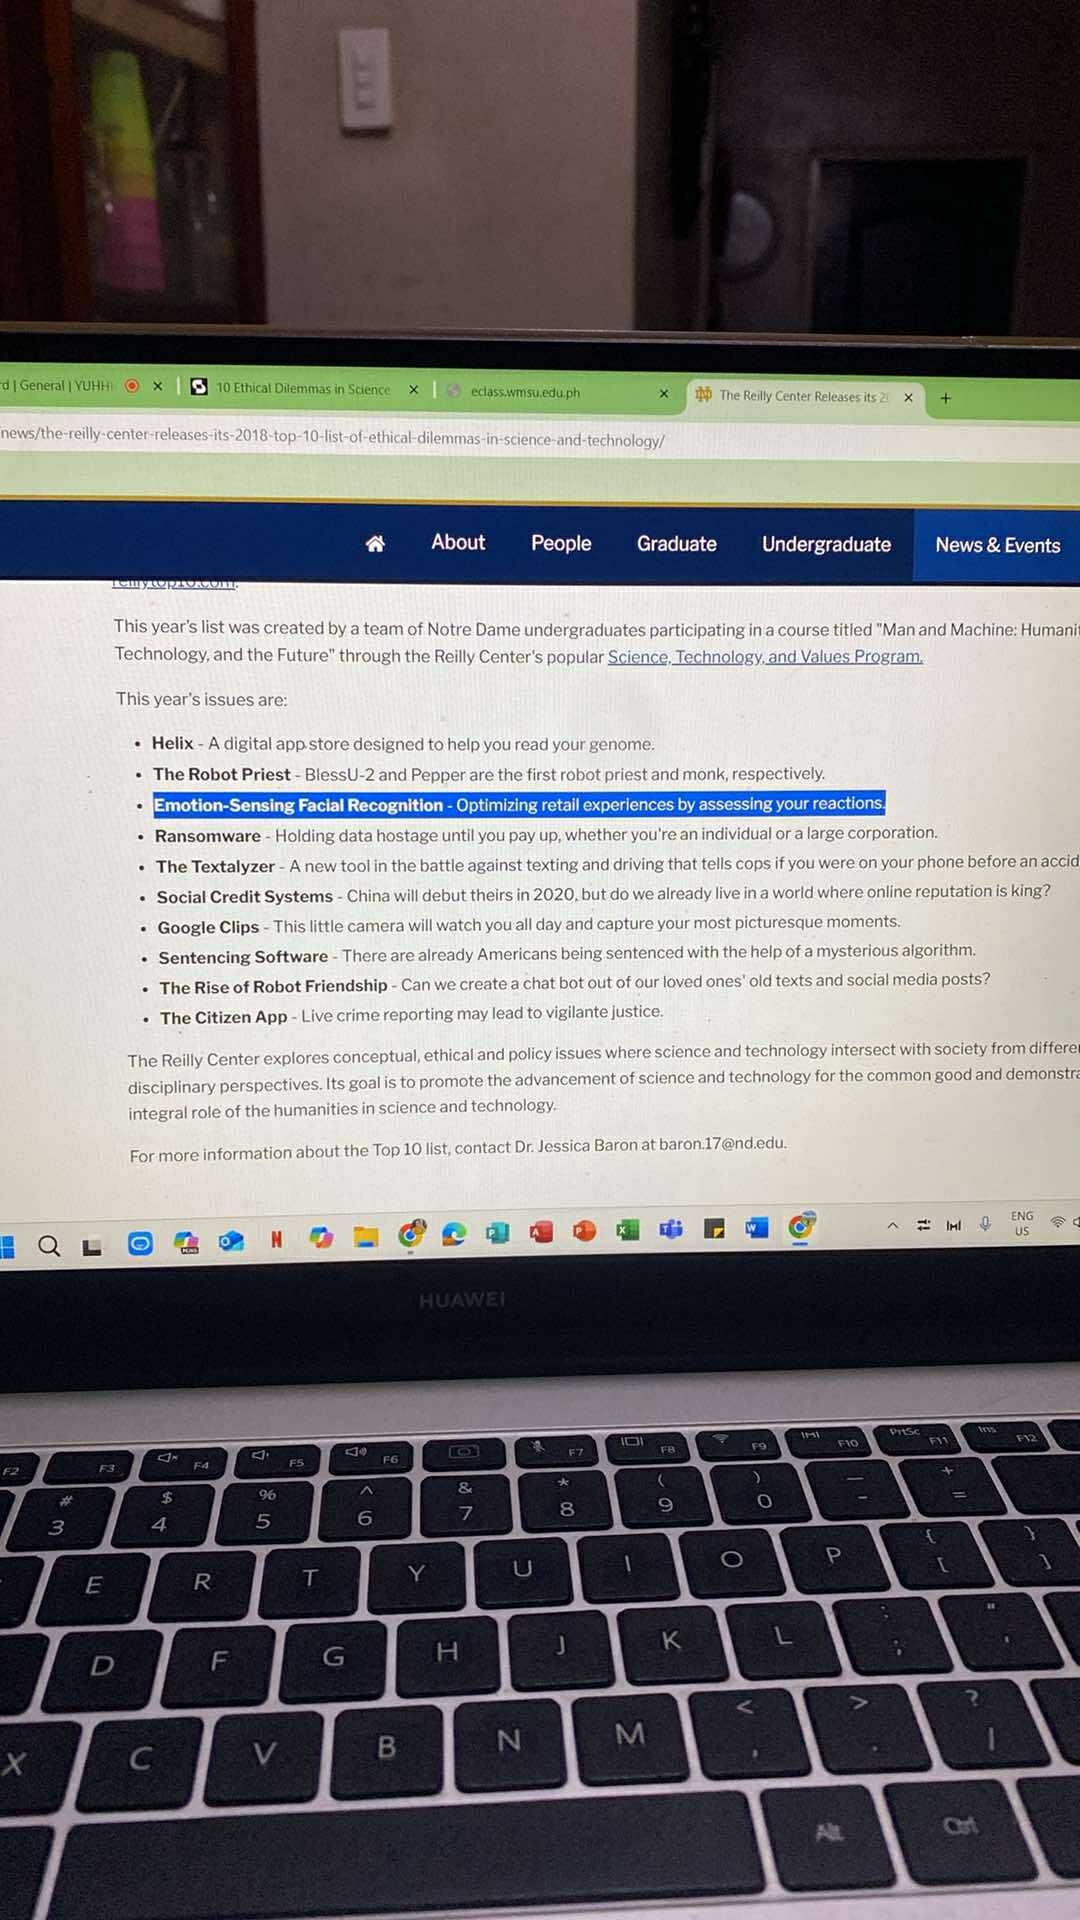 rd | General | YUHH
10 Ethical Dilemmas in Science
eclass.wmsu.edu.ph
The Reilly Center Releases its 20
news/the-reilly-center-releases-its-2018-top-10-list-of-ethical-dilemmas-in-science-and-technology/
About People Graduate Undergraduate News & Events
reillytop10.com.
This year's list was created by a team of Notre Dame undergraduates participating in a course titled "Man and Machine: Humanit
Technology, and the Future" through the Reilly Center's popular Science, Technology, and Values Program.
This year's issues are:
• Helix - A digital app store designed to help you read your genome.
• The Robot Priest - BlessU-2 and Pepper are the first robot priest and monk, respectively.
• Emotion-Sensing Facial Recognition - Optimizing retail experiences by assessing your reactions.
• Ransomware - Holding data hostage until you pay up, whether you're an individual or a large corporation.
• The Textalyzer - A new tool in the battle against texting and driving that tells cops if you were on your phone before an accid
• Social Credit Systems - China will debut theirs in 2020, but do we already live in a world where online reputation is king?
• Google Clips - This little camera will watch you all day and capture your most picturesque moments.
• Sentencing Software - There are already Americans being sentenced with the help of a mysterious algorithm.
• The Rise of Robot Friendship - Can we create a chat bot out of our loved ones' old texts and social media posts?
• The Citizen App - Live crime reporting may lead to vigilante justice.
The Reilly Center explores conceptual, ethical and policy issues where science and technology intersect with society from differe
disciplinary perspectives. Its goal is to promote the advancement of science and technology for the common good and demonstra
integral role of the humanities in science and technology.
For more information about the Top 10 list, contact Dr. Jessica Baron at baron.17@nd.edu.
ENG
US
HUAWEI
F2 F3 F4 F5 F6 F7 F8 F9 F10 PrtSc F11 Ins F12
# 3 $ 4 % 5 ^ 6 & 7 * 8 ( 9 ) 0 — - + =
E R T Y U I O P { [ } ]
D F G H J K L : ; " '
X C V B N M < , > . ? /
Alt Ctrl